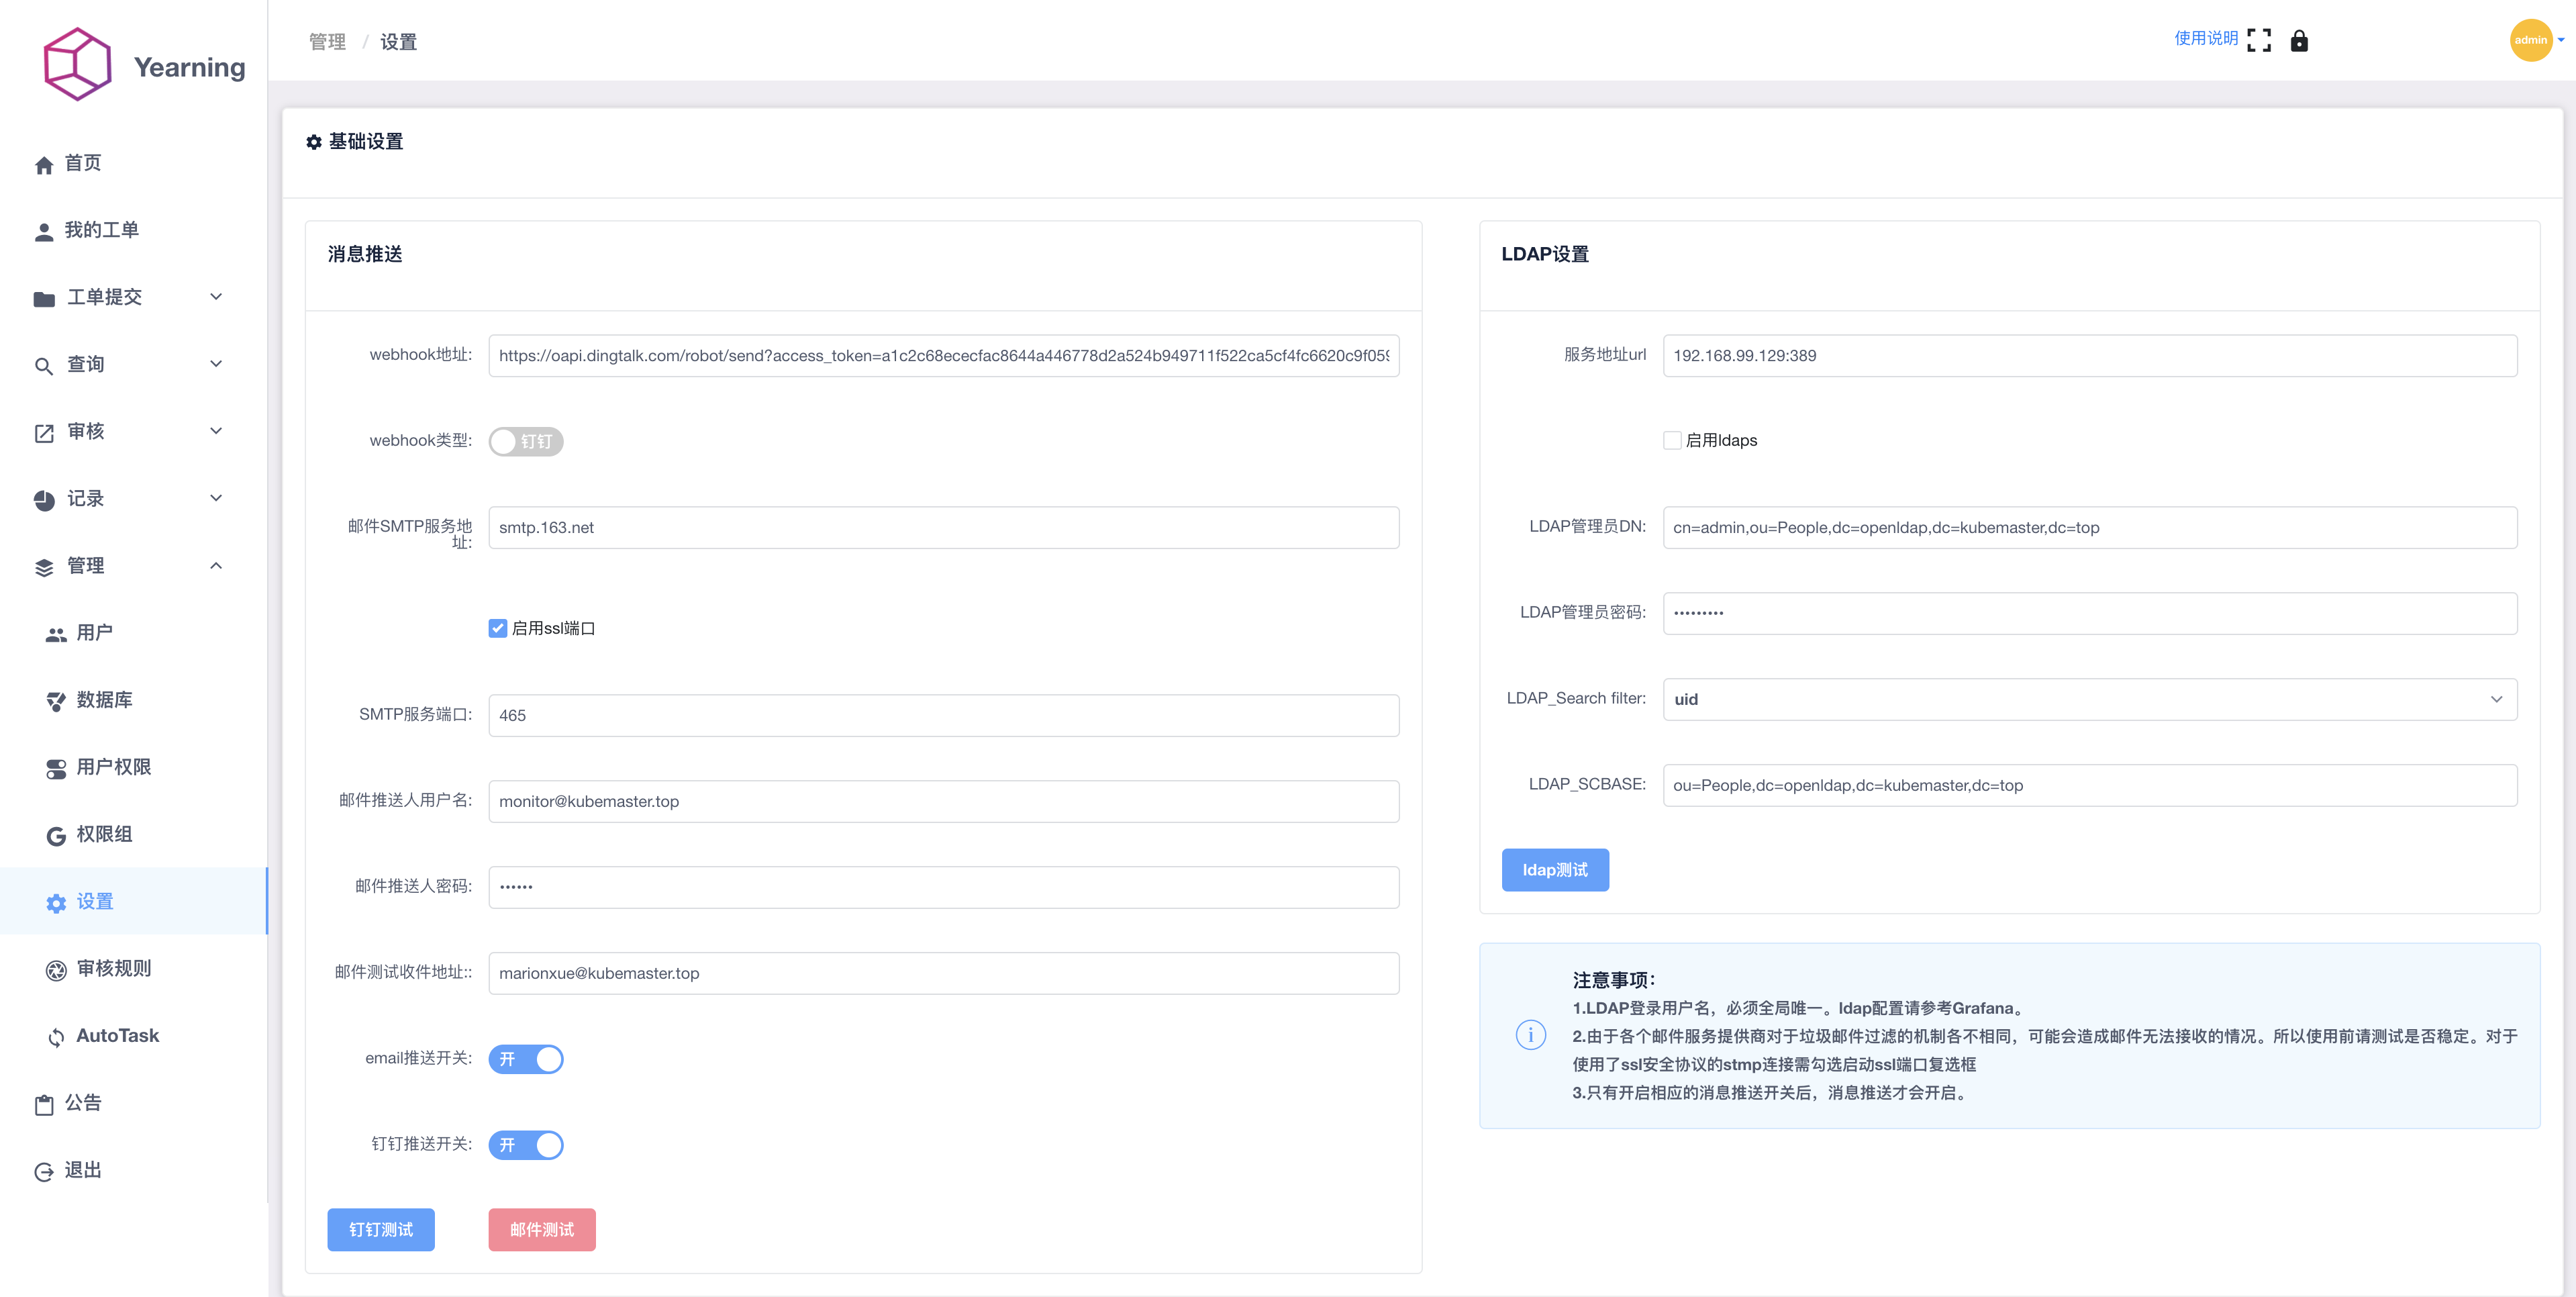 Yearning
首页
我的工单
工单提交
查询
审核
记录
管理
用户
数据库
用户权限
权限组
设置
审核规则
AutoTask
公告
退出
管理 / 设置
使用说明
admin
基础设置
消息推送
webhook地址: https://oapi.dingtalk.com/robot/send?access_token=a1c2c68ececfac8644a446778d2a524b949711f522ca5cf4fc6620c9f059
webhook类型: 钉钉
邮件SMTP服务地
址:
smtp.163.net
启用ssl端口
SMTP服务端口: 465
邮件推送人用户名: monitor@kubemaster.top
邮件推送人密码: ••••••
邮件测试收件地址:: marionxue@kubemaster.top
email推送开关: 开
钉钉推送开关: 开
钉钉测试 邮件测试
LDAP设置
服务地址url 192.168.99.129:389
启用ldaps
LDAP管理员DN: cn=admin,ou=People,dc=openldap,dc=kubemaster,dc=top
LDAP管理员密码: •••••••••
LDAP_Search filter: uid
LDAP_SCBASE: ou=People,dc=openldap,dc=kubemaster,dc=top
ldap测试
注意事项：
1.LDAP登录用户名，必须全局唯一。ldap配置请参考Grafana。
2.由于各个邮件服务提供商对于垃圾邮件过滤的机制各不相同，可能会造成邮件无法接收的情况。所以使用前请测试是否稳定。对于
使用了ssl安全协议的stmp连接需勾选启动ssl端口复选框
3.只有开启相应的消息推送开关后，消息推送才会开启。